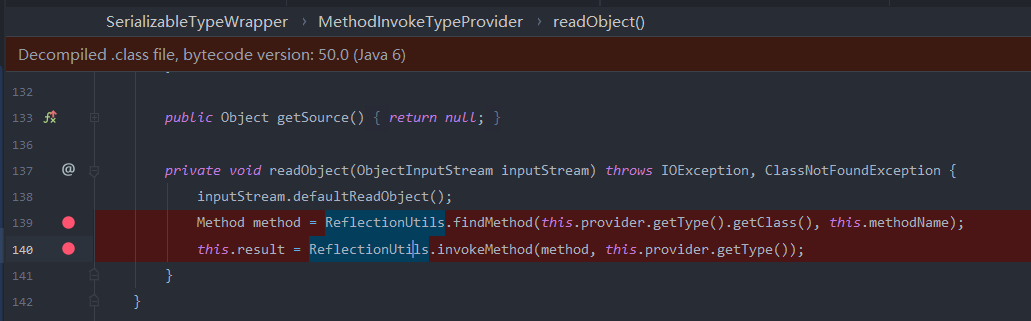 SerializableTypeWrapper › MethodInvokeTypeProvider › readObject()
Decompiled .class file, bytecode version: 50.0 (Java 6)
132
133 public Object getSource() { return null; }
136
137 @ private void readObject(ObjectInputStream inputStream) throws IOException, ClassNotFoundException {
138 inputStream.defaultReadObject();
139 Method method = ReflectionUtils.findMethod(this.provider.getType().getClass(), this.methodName);
140 this.result = ReflectionUtils.invokeMethod(method, this.provider.getType());
141 }
142 }